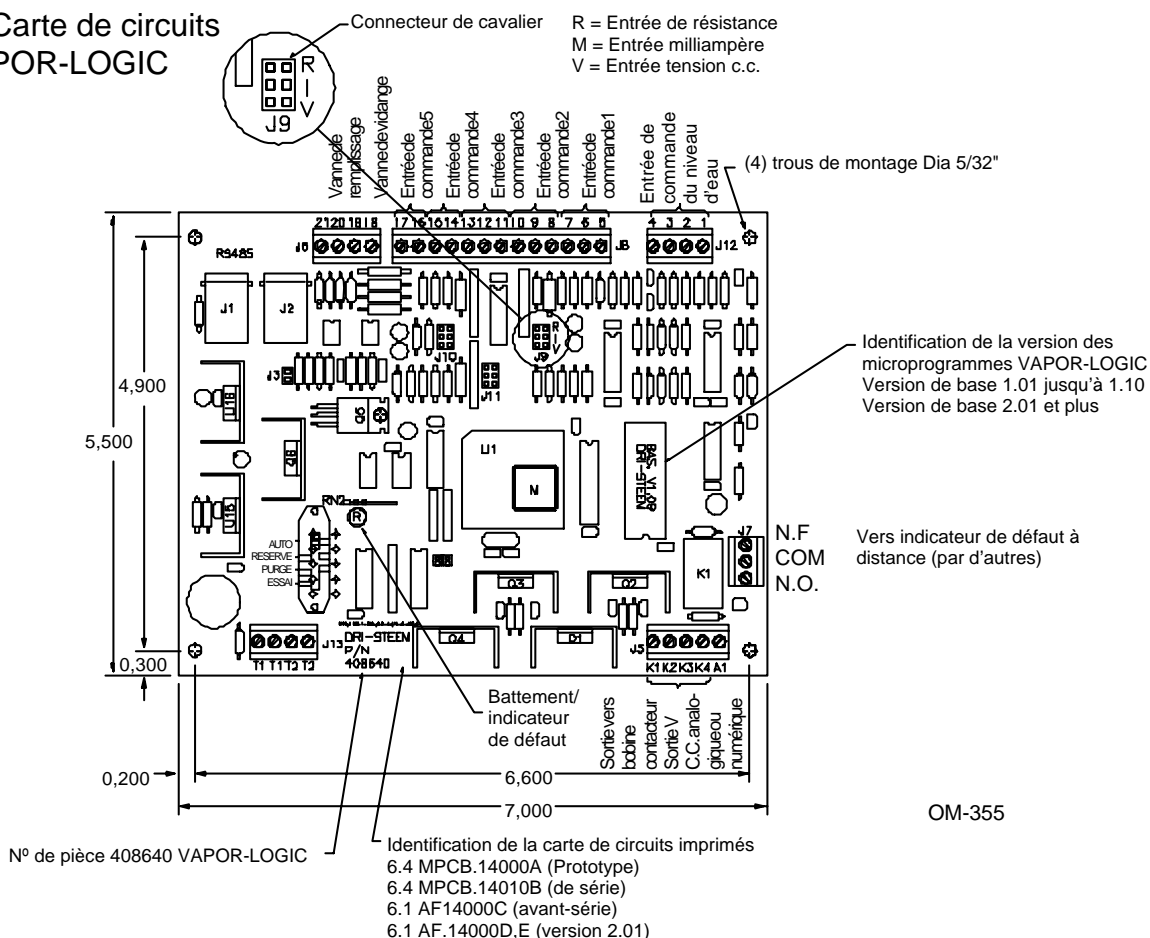 Carte de circuits
POR-LOGIC
Connecteur de cavalier
R = Entrée de résistance
M = Entrée milliampère
V = Entrée tension c.c.
R
I
V
J9
Vanne de
remplissage
Vanne de vidange
Entrée de
commande5
Entrée de
commande4
Entrée de
commande3
Entrée de
commande2
Entrée de
commande1
Entrée de
commande
du niveau
d'eau
(4) trous de montage Dia 5/32"
21 20 19 18
17 16 15 14 13 12 11 10 9 8 7 6 5
4 3 2 1
RS485
J6
J8
J12
J1
J2
R
I
V
J10
J9
J3
J11
Identification de la version des
microprogrammes VAPOR-LOGIC
Version de base 1.01 jusqu'à 1.10
Version de base 2.01 et plus
4,900
5,500
Q5
U1
N
BAS. V1.09
DRI-STEEN
RN2
R
AUTO
RESERVE
PURGE
ESSAI
J7
N.F
COM
N.O.
Vers indicateur de défaut à
distance (par d'autres)
K1
Q3
Q2
Q4
J13
T1 T1 T2 T2
DRI-STEEN
P/N
408640
J5
K1 K2 K3 K4 A1
0,300
Battement/
indicateur
de défaut
Sortie vers
bobine
contacteur
Sortie V
C.C. analo-
gique ou
numérique
0,200
6,600
7,000
OM-355
Nº de pièce 408640 VAPOR-LOGIC
Identification de la carte de circuits imprimés
6.4 MPCB.14000A (Prototype)
6.4 MPCB.14010B (de série)
6.1 AF14000C (avant-série)
6.1 AF.14000D,E (version 2.01)